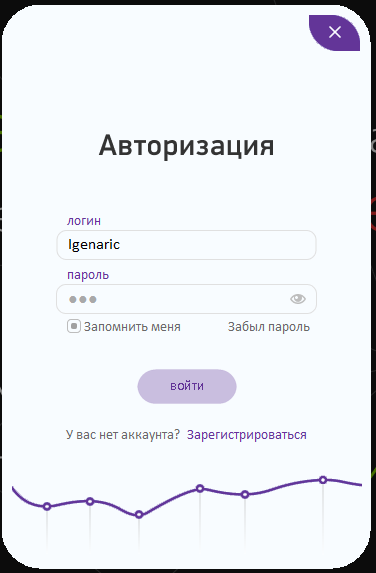 Авторизация
логин
lgenaric
пароль
Запомнить меня Забыл пароль
войти
У вас нет аккаунта? Зарегистрироваться